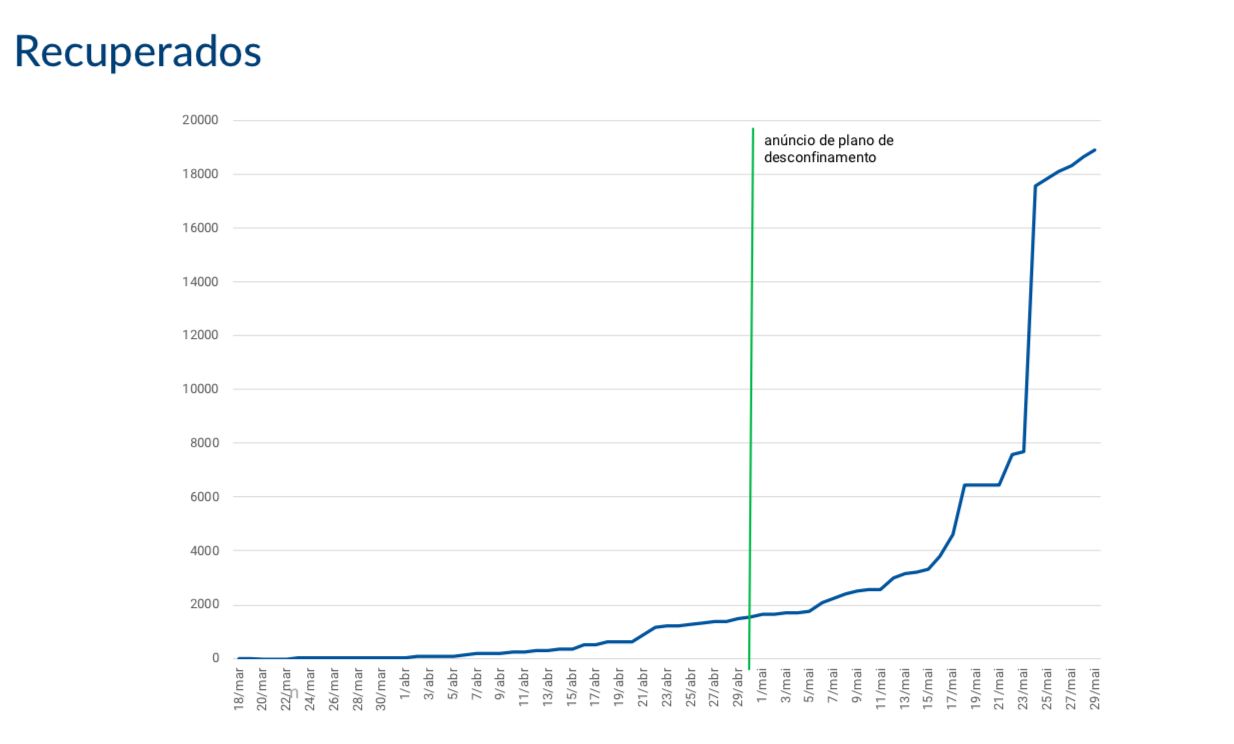 Recuperados
20000
anúncio de plano de
desconfinamento
18000
16000
14000
12000
10000
8000
6000
4000
2000
0
18/mar
20/mar
22/mar
24/mar
26/mar
28/mar
30/mar
1/abr
3/abr
5/abr
7/abr
9/abr
11/abr
13/abr
15/abr
17/abr
19/abr
21/abr
23/abr
25/abr
27/abr
29/abr
1/mai
3/mai
5/mai
7/mai
9/mai
11/mai
13/mai
15/mai
17/mai
19/mai
21/mai
23/mai
25/mai
27/mai
29/mai